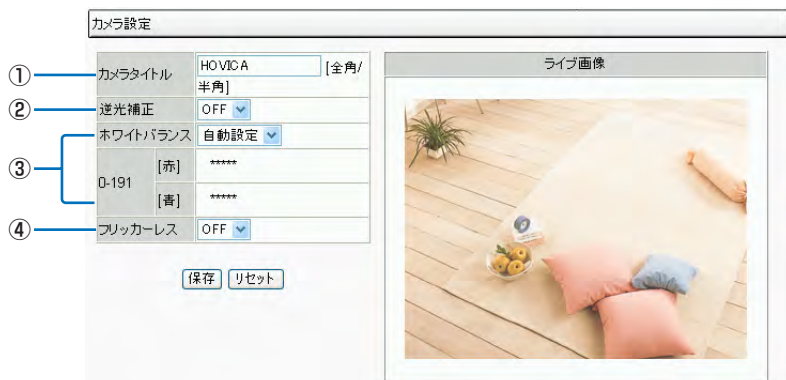 カメラ設定
① カメラタイトル HOVICA [全角/
半角]
② 逆光補正 OFF
③ ホワイトバランス 自動設定
0-191 [赤] *****
[青] *****
④ フリッカーレス OFF
保存 リセット
ライブ画像